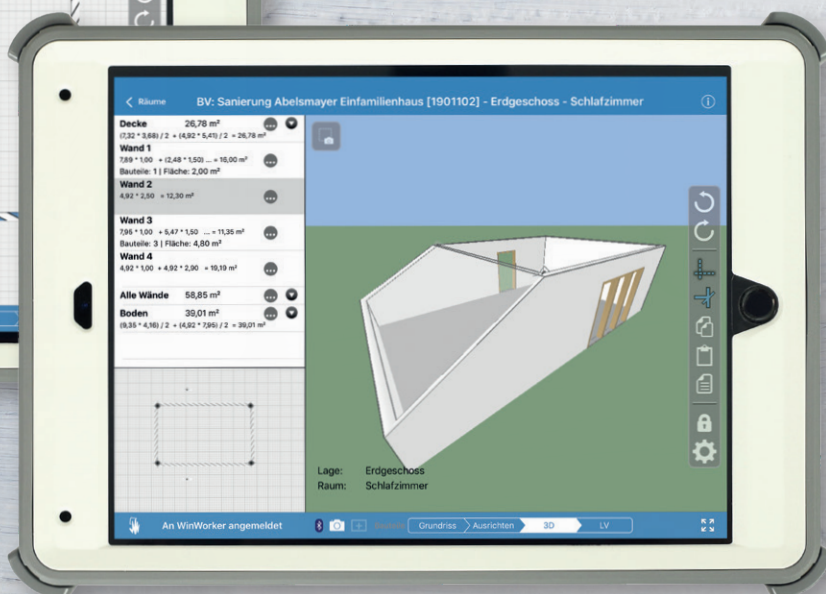 Räume
BV: Sanierung Abelsmayer Einfamilienhaus [1901102] - Erdgeschoss - Schlafzimmer
Decke 26,78 m²
(7,32 * 3,68) / 2 + (4,92 * 5,41) / 2 = 26,78 m²
Wand 1
7,89 * 1,00 + (2,48 * 1,50) ... = 16,00 m²
Bauteile: 1 | Fläche: 2,00 m²
Wand 2
4,92 * 2,50 = 12,30 m²
Wand 3
7,95 * 1,00 + 5,47 * 1,50 ... = 11,35 m²
Bauteile: 3 | Fläche: 4,80 m²
Wand 4
4,92 * 1,00 + 4,92 * 2,90 = 19,19 m²
Alle Wände 58,85 m²
Boden 39,01 m²
(9,35 * 4,16) / 2 + (4,92 * 7,95) / 2 = 39,01 m²
Lage: Erdgeschoss
Raum: Schlafzimmer
An WinWorker angemeldet
Grundriss Ausrichten 3D LV